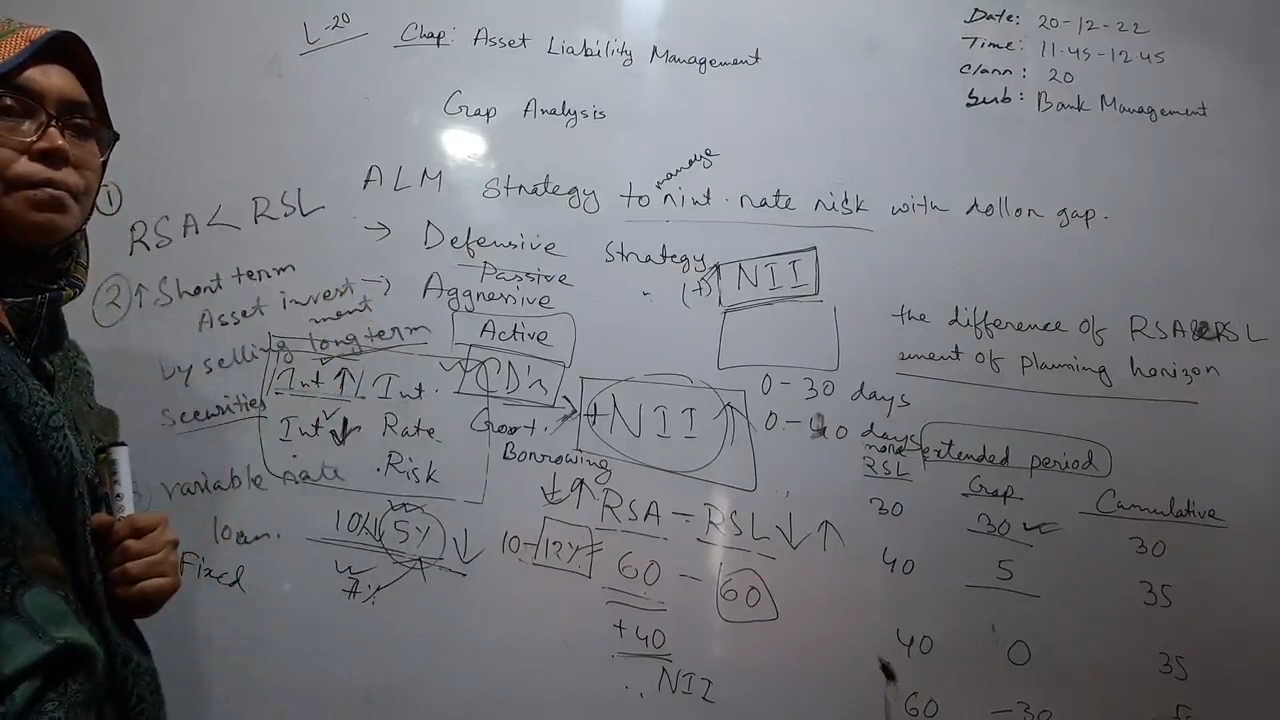 L-20
Chap: Asset Liability Management
Date: 20-12-22
Time: 11.45-12.45
Class: 20
Sub: Bank Management
Gap Analysis
ALM strategy to manage int. rate risk with dollar gap.
①
RSA < RSL
→ Defensive strategy
Passive
② ↑ Short term
Asset invest
ment
→ Aggressive " (+)
NII
Active
by selling long term
securities
the difference of RSA & RSL
ment of planning horizon
Int ↑ Int. CD's
Int ↓ Rate Govt.
Risk Borrowing
+NII ↑
0-30 days
0-40 days
extended period
variable rate
loan.
Fixed
10% 5Y ↓
7%
↓↑ RSA - RSL ↓↑
10-12%
60 - 60
+40
∴ NII
RSL Gap Cumulative
30 30 30
40 5 35
40 0 35
60 -30 5